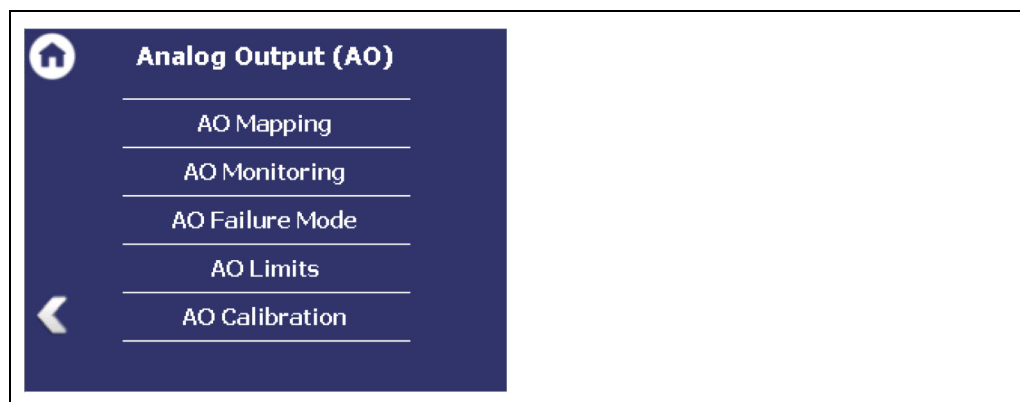 Analog Output (AO)
AO Mapping
AO Monitoring
AO Failure Mode
AO Limits
AO Calibration